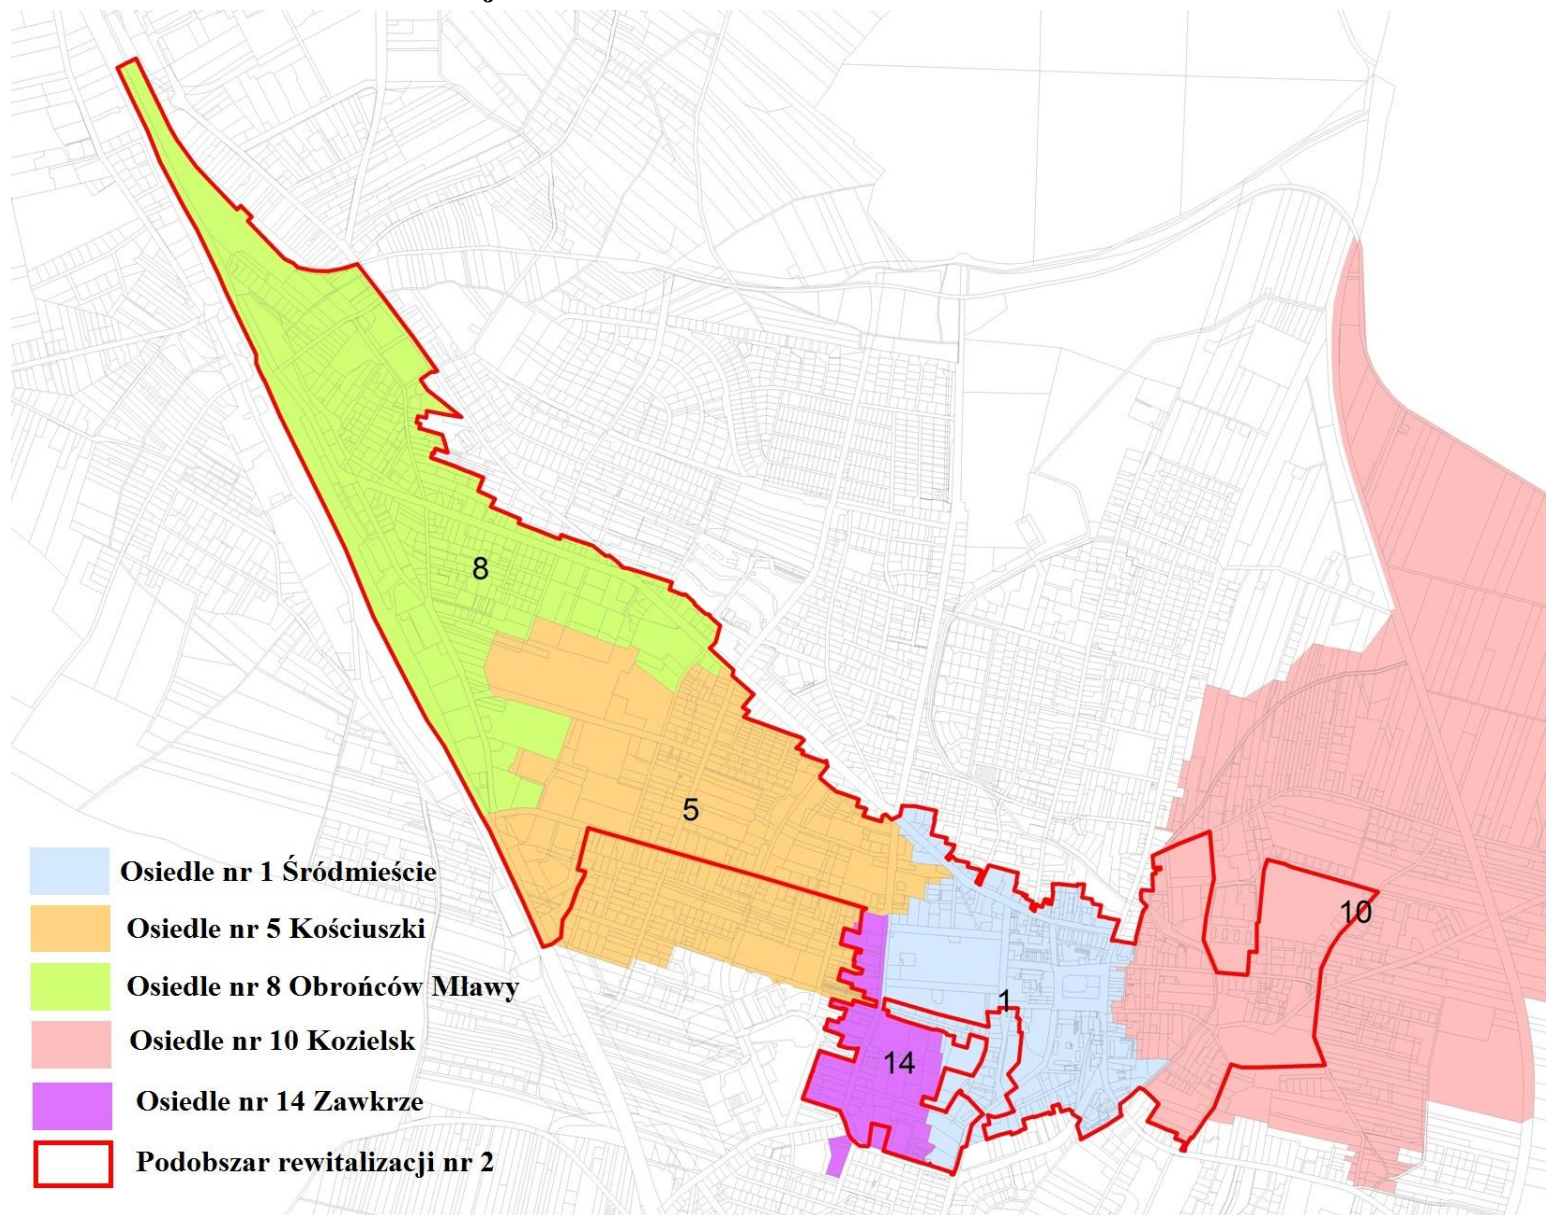 8
5
10
1
14
Osiedle nr 1 Śródmieście
Osiedle nr 5 Kościuszki
Osiedle nr 8 Obrońców Mławy
Osiedle nr 10 Kozielsk
Osiedle nr 14 Zawkrze
Podobszar rewitalizacji nr 2